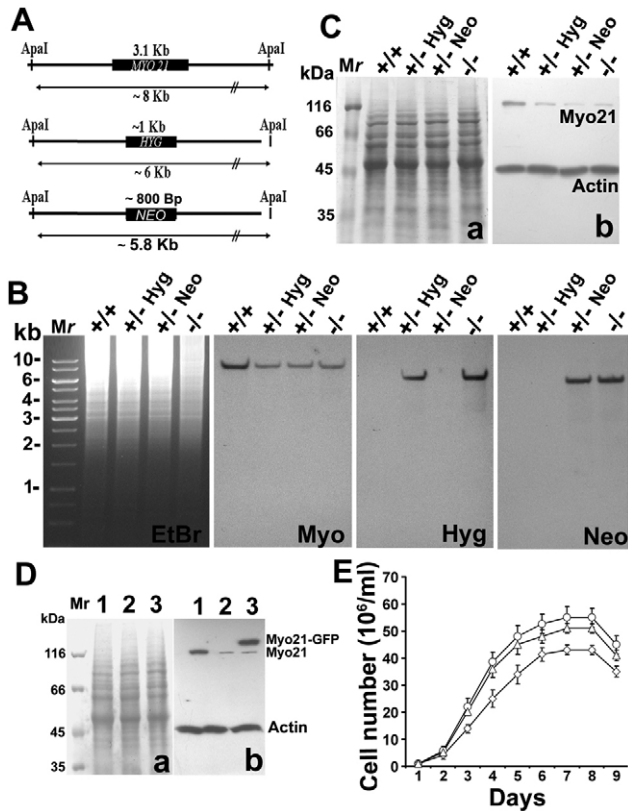 A
3.1 Kb
ApaI ApaI
MYO 21
~ 8 Kb
~1 Kb
ApaI ApaI
HYG
~ 6 Kb
~ 800 Bp
ApaI ApaI
NEO
~ 5.8 Kb
B
kb Mr +/+ +/- Hyg +/- Neo -/-
+/+ +/- Hyg +/- Neo -/-
+/+ +/- Hyg +/- Neo -/-
+/+ +/- Hyg +/- Neo -/-
10-
6-
4-
3-
2-
1-
EtBr Myo Hyg Neo
C
kDa Mr +/+ +/- Hyg +/- Neo -/-
+/+ +/- Hyg +/- Neo -/-
116
66
45
35
Myo21
Actin
a b
D
Mr 1 2 3 1 2 3
kDa
116
66
45
35
Myo21-GFP
Myo21
Actin
a b
E
Cell number (10⁶/ml)
70
60
50
40
30
20
10
0
1 2 3 4 5 6 7 8 9
Days